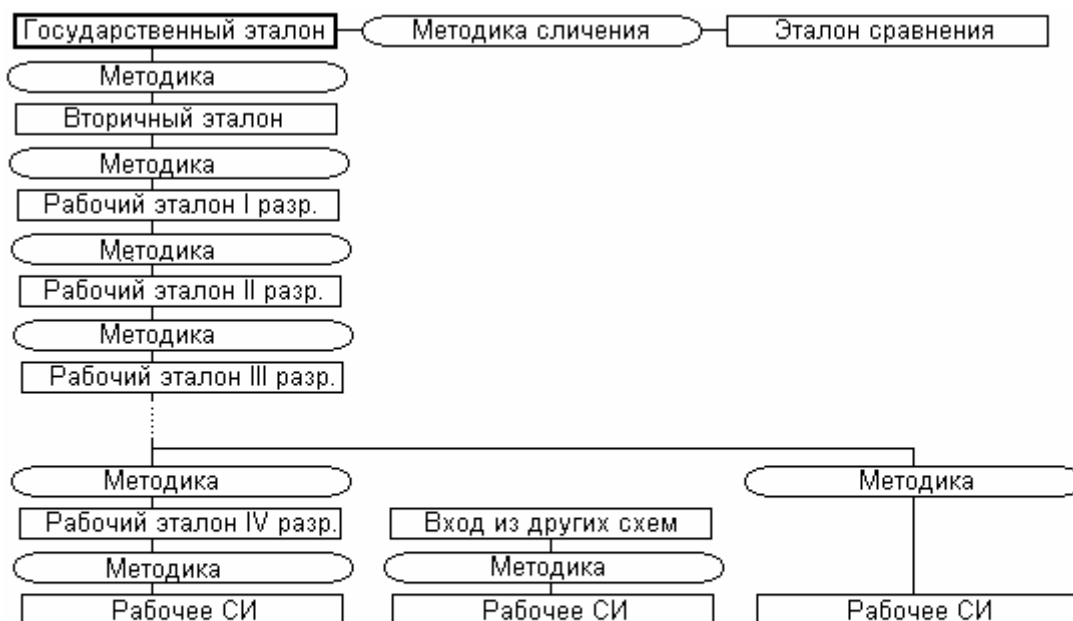 Государственный эталон Методика сличения Эталон сравнения
Методика
Вторичный эталон
Методика
Рабочий эталон I разр.
Методика
Рабочий эталон II разр.
Методика
Рабочий эталон III разр.
Методика Методика
Рабочий эталон IV разр. Вход из других схем
Методика Методика
Рабочее СИ Рабочее СИ Рабочее СИ